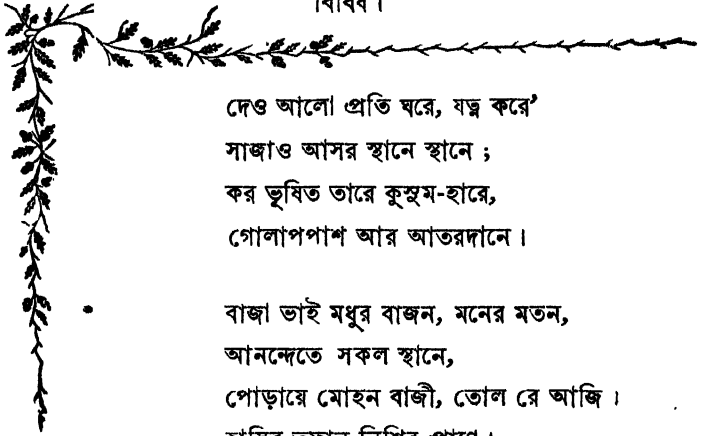 বিবিধ।
দেও আলো প্রতি ঘরে, যত্ন করে’
সাজাও আসর স্থানে স্থানে ;
কর ভূষিত তারে কুসুম-হারে,
গোলাপপাশ আর আতরদানে।
বাজা ভাই মধুর বাজন, মনের মতন,
আনন্দেতে সকল স্থানে,
পোড়ায়ে মোহন বাজী, তোল রে আজি।